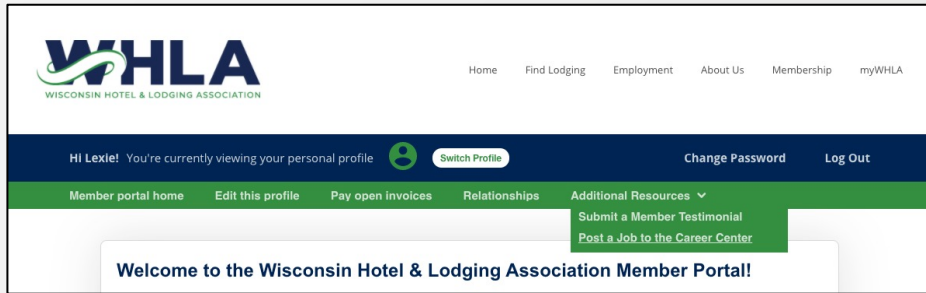 WHLA
WISCONSIN HOTEL & LODGING ASSOCIATION
Home Find Lodging Employment About Us Membership myWHLA
Hi Lexie! You're currently viewing your personal profile Switch Profile Change Password Log Out
Member portal home Edit this profile Pay open invoices Relationships Additional Resources
Submit a Member Testimonial
Post a Job to the Career Center
Welcome to the Wisconsin Hotel & Lodging Association Member Portal!